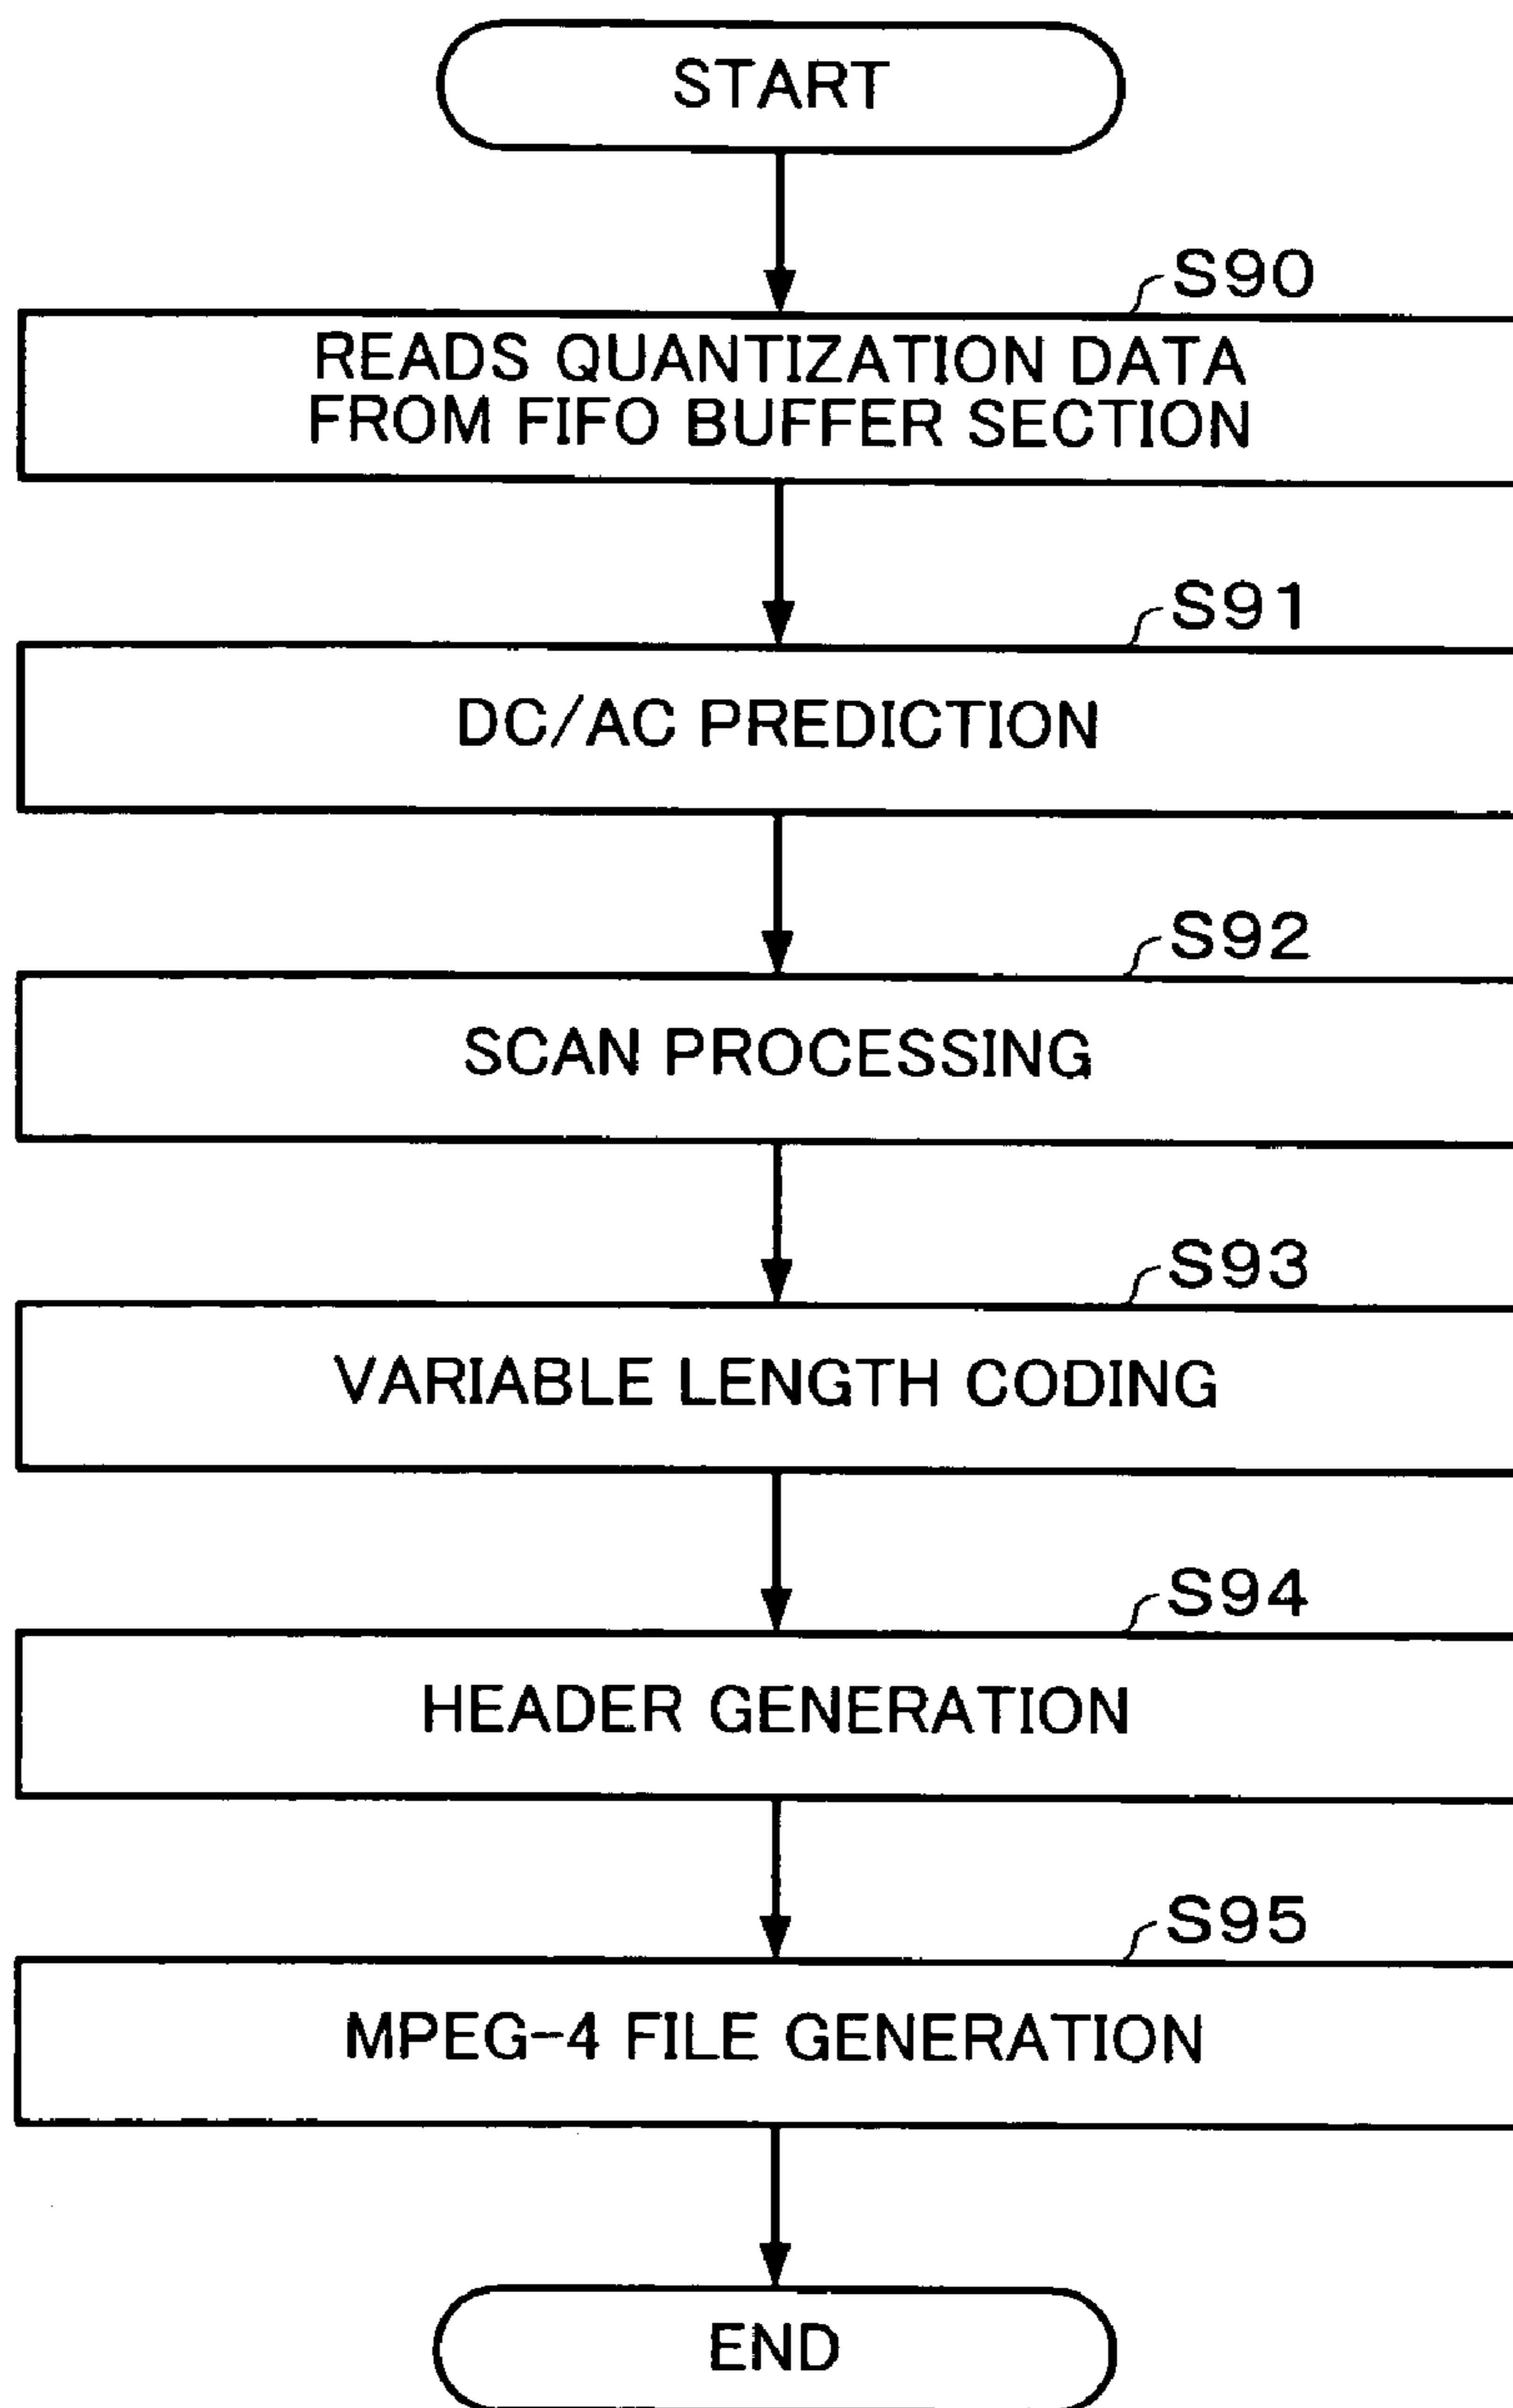 START
S90
READS QUANTIZATION DATA
FROM FIFO BUFFER SECTION
S91
DC/AC PREDICTION
S92
SCAN PROCESSING
S93
VARIABLE LENGTH CODING
S94
HEADER GENERATION
S95
MPEG-4 FILE GENERATION
END